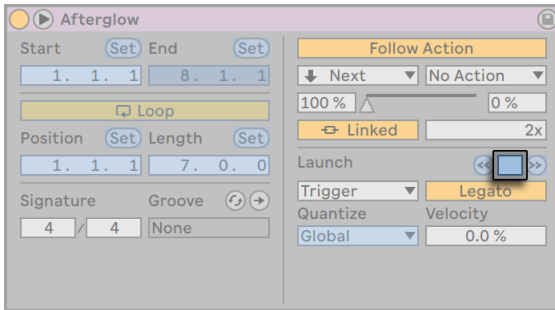 Afterglow
Start Set End Set
1. 1. 1 8. 1. 1
Loop
Position Set Length Set
1. 1. 1 7. 0. 0
Signature Groove
4 / 4 None
Follow Action
Next No Action
100 % 0 %
Linked 2x
Launch
Trigger Legato
Quantize Velocity
Global 0.0 %